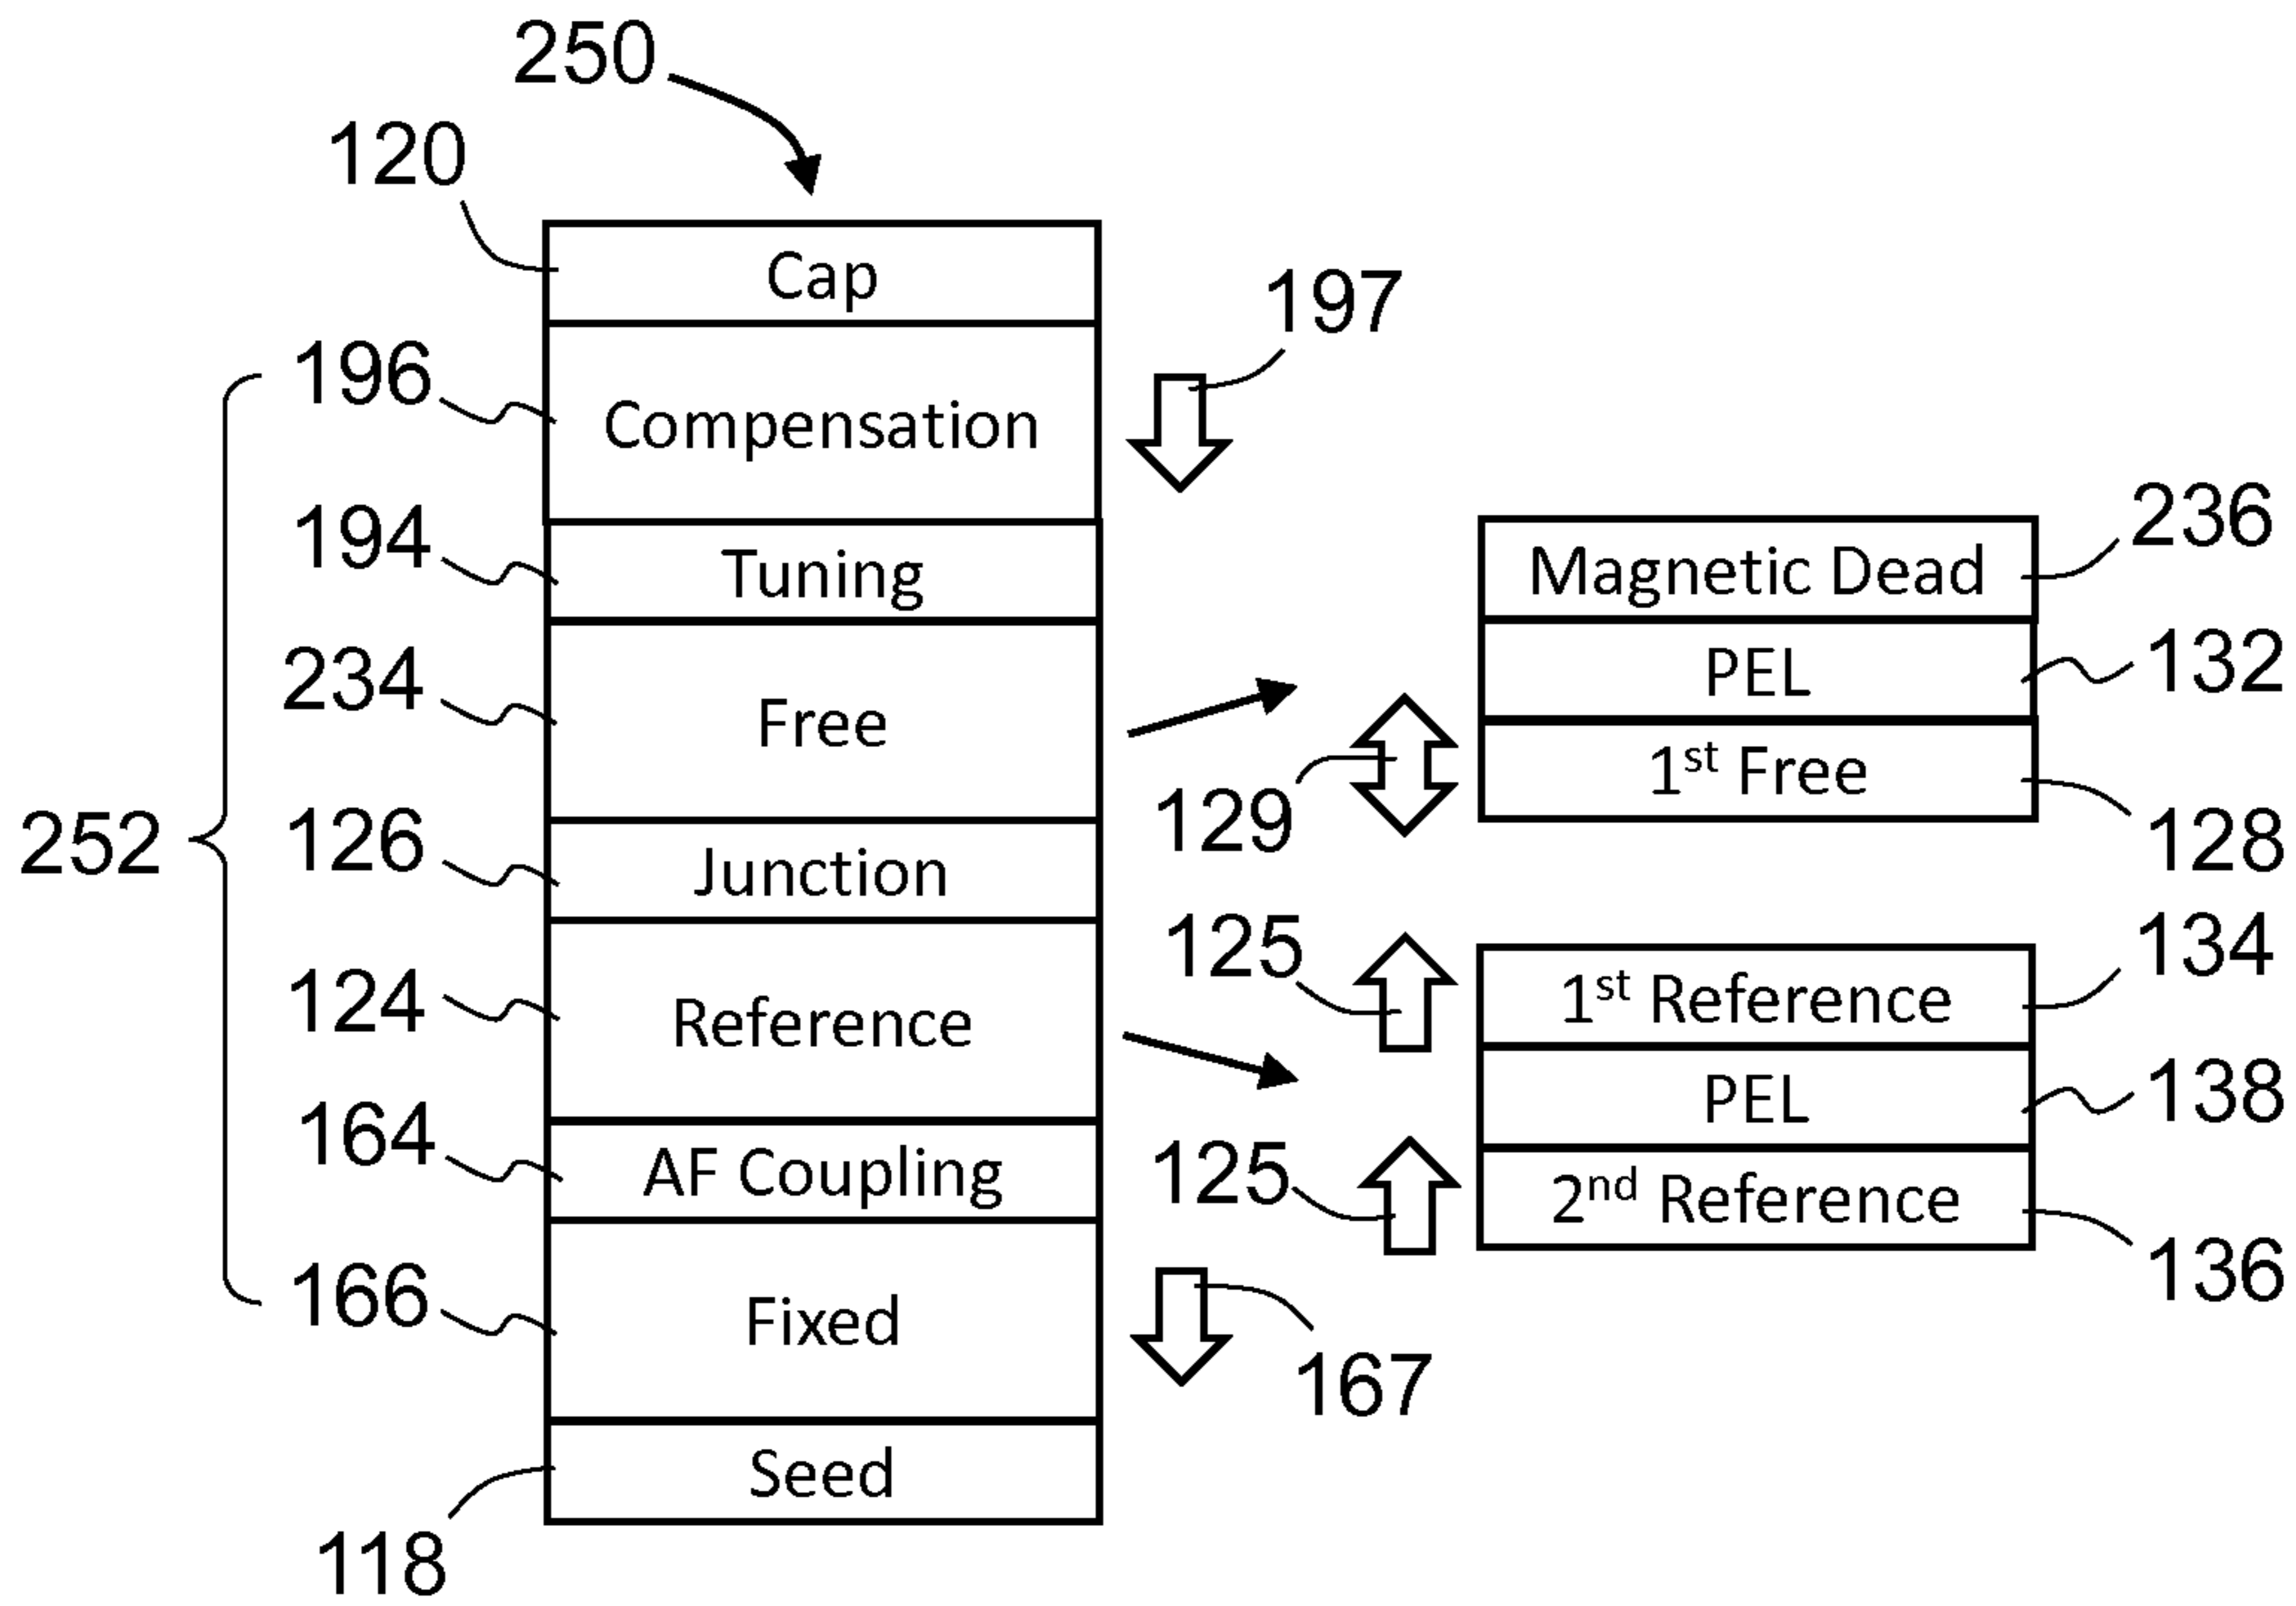 250
120
Cap
197
196
Compensation
194
Tuning
236
Magnetic Dead
132
PEL
234
Free
129
1st Free
128
252
126
Junction
125
134
1st Reference
124
Reference
138
PEL
164
AF Coupling
125
2nd Reference
136
166
Fixed
167
Seed
118